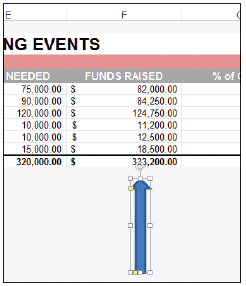 E F
NG EVENTS
NEEDED FUNDS RAISED % of
75,000.00 $ 82,000.00
90,000.00 $ 84,250.00
120,000.00 $ 124,750.00
10,000.00 $ 11,200.00
10,000.00 $ 12,500.00
15,000.00 $ 18,500.00
320,000.00 $ 323,200.00